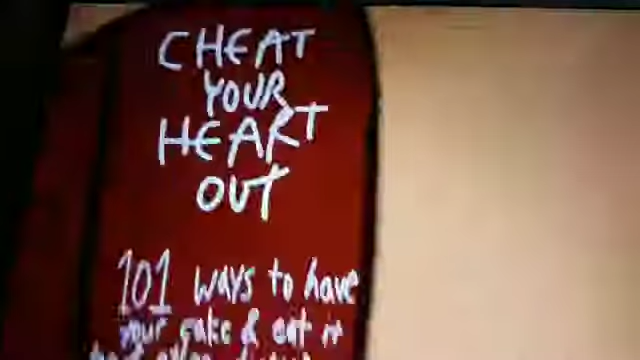 CHEAT
YOUR
HEART
OUT
101 ways to have
your cake & eat it